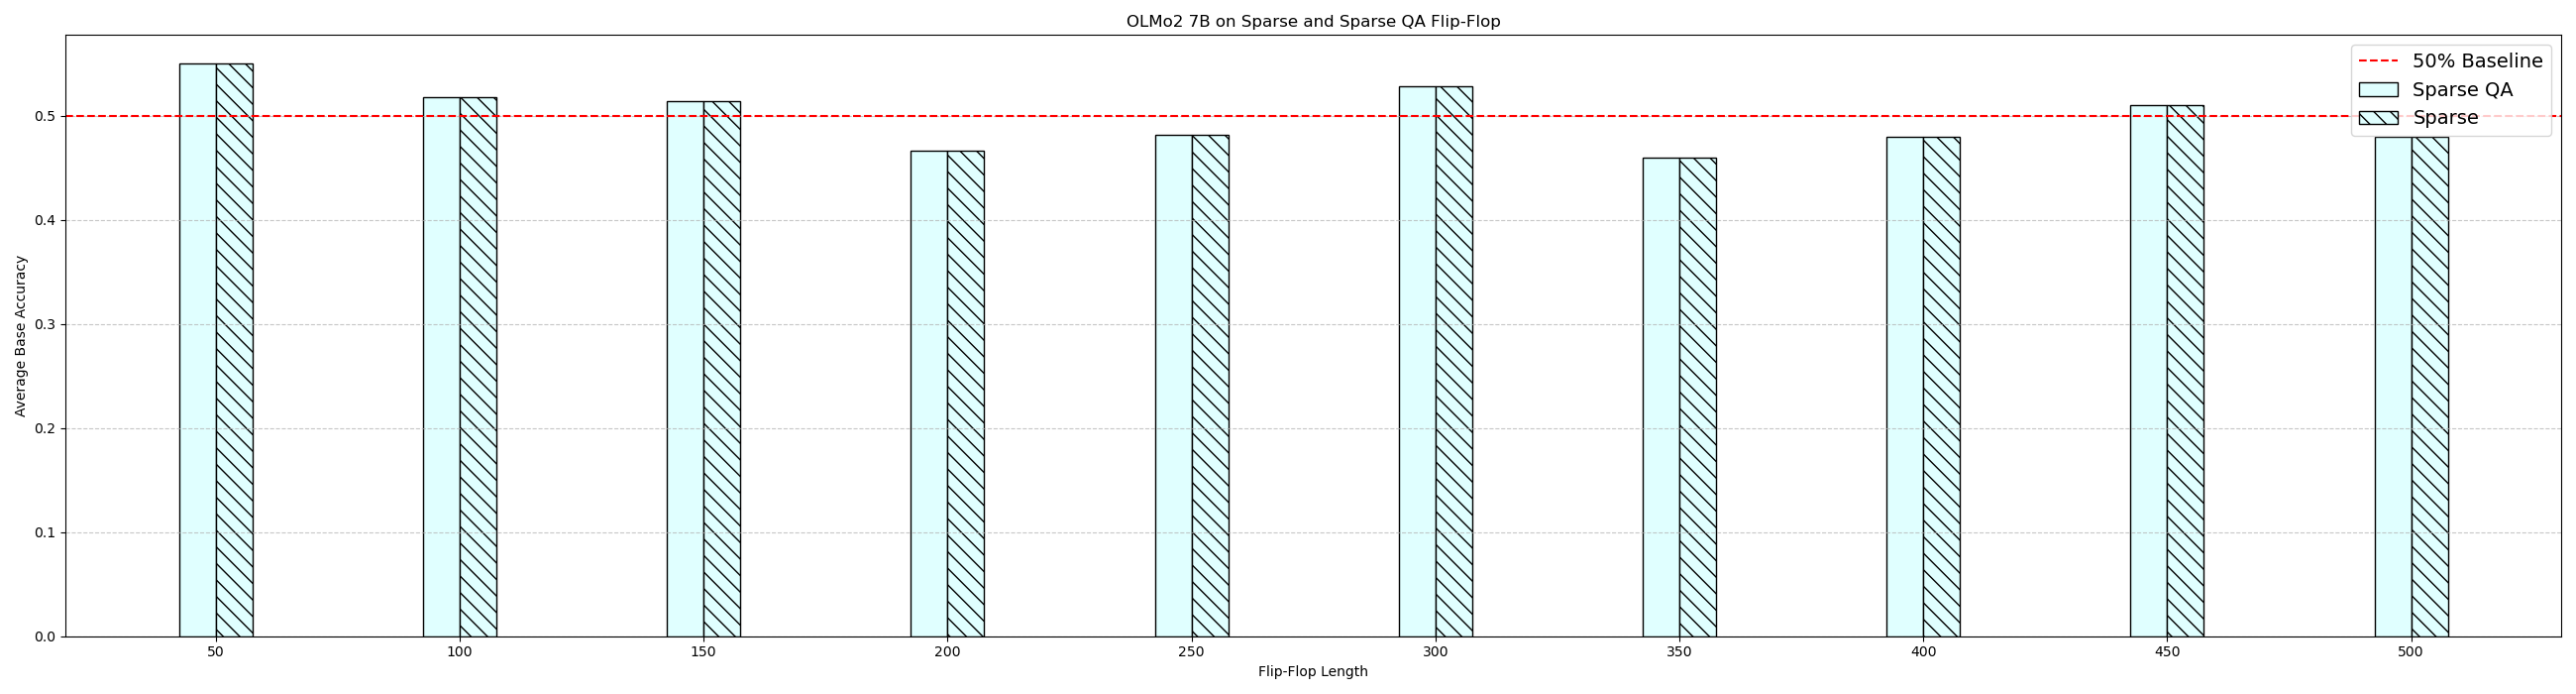 OLMo2 7B on Sparse and Sparse QA Flip-Flop
50% Baseline
Sparse QA
Sparse
Average Base Accuracy
0.5
0.4
0.3
0.2
0.1
0.0
50 100 150 200 250 300 350 400 450 500
Flip-Flop Length